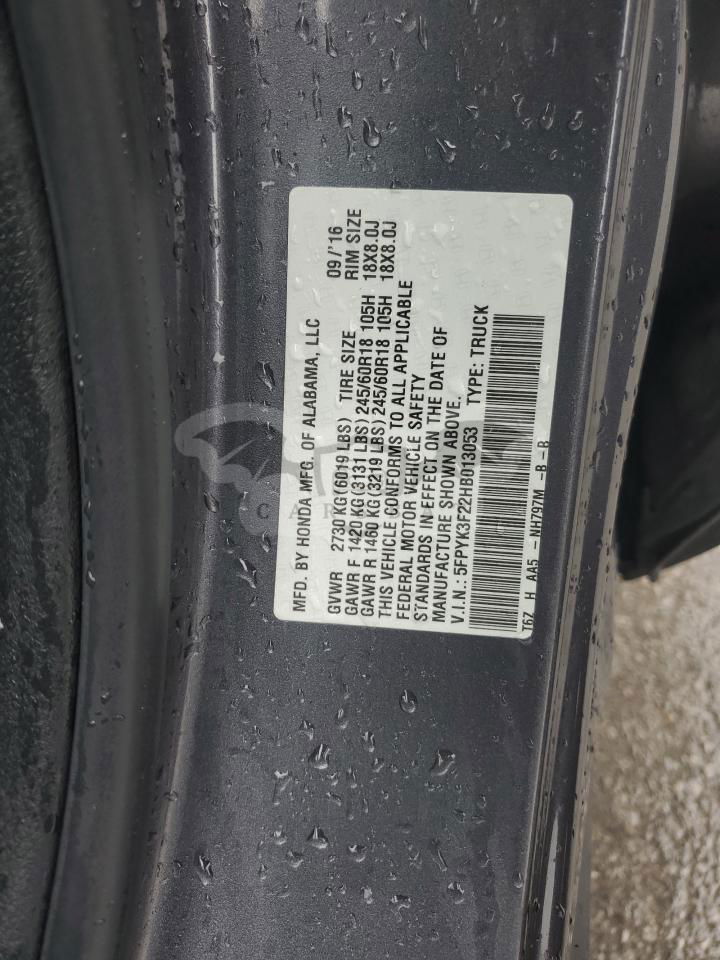 MFD. BY HONDA MFG. OF ALABAMA, LLC 09/'16
GVWR 2730 KG (6019 LBS) TIRE SIZE RIM SIZE
GAWR F 1420 KG (3131 LBS) 245/60R18 105H 18X8.0J
GAWR R 1460 KG (3219 LBS) 245/60R18 105H 18X8.0J
THIS VEHICLE CONFORMS TO ALL APPLICABLE
FEDERAL MOTOR VEHICLE SAFETY
STANDARDS IN EFFECT ON THE DATE OF
MANUFACTURE SHOWN ABOVE.
V.I.N.: 5FPYK3F22HB013053 TYPE: TRUCK
T6Z H AA5 - NH797M -B -B